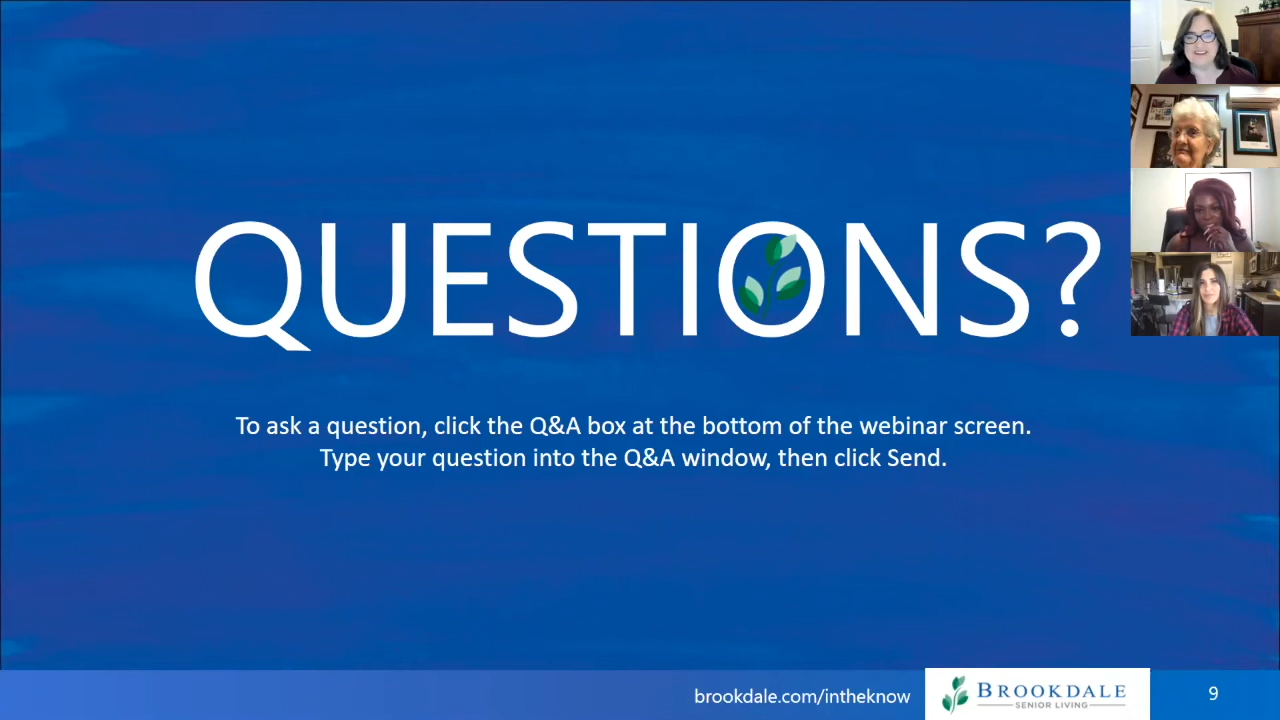 QUESTIONS?
To ask a question, click the Q&A box at the bottom of the webinar screen.
Type your question into the Q&A window, then click Send.
brookdale.com/intheknow
BROOKDALE
SENIOR LIVING
9